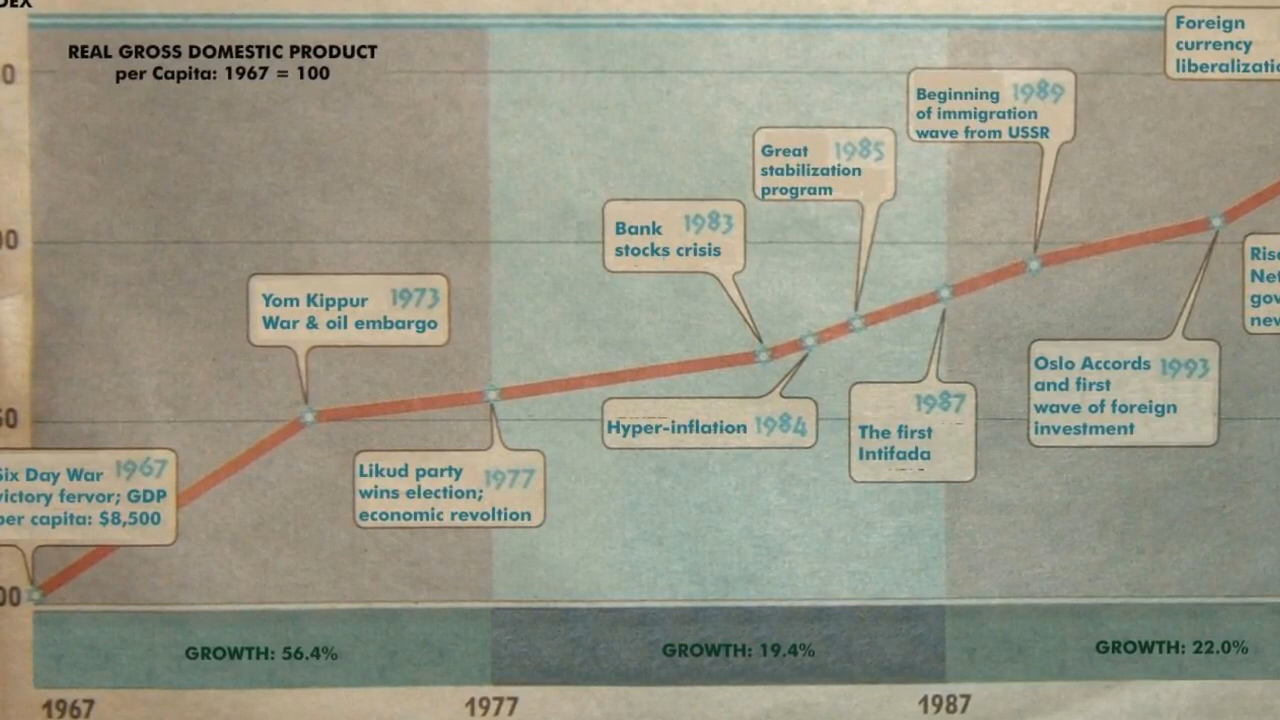 REAL GROSS DOMESTIC PRODUCT
per Capita: 1967 = 100
Foreign
currency
Beginning 1989
of immigration
wave from USSR
Great 1985
stabilization
program
Bank 1983
stocks crisis
Yom Kippur 1973
War & oil embargo
Oslo Accords 1993
and first
wave of foreign
investment
Hyper-inflation 1984
1987
The first
Intifada
Six Day War 1967
victory fervor; GDP
per capita: $8,500
Likud party
wins election; 1977
economic revoltion
GROWTH: 56.4%
GROWTH: 19.4%
GROWTH: 22.0%
1967
1977
1987